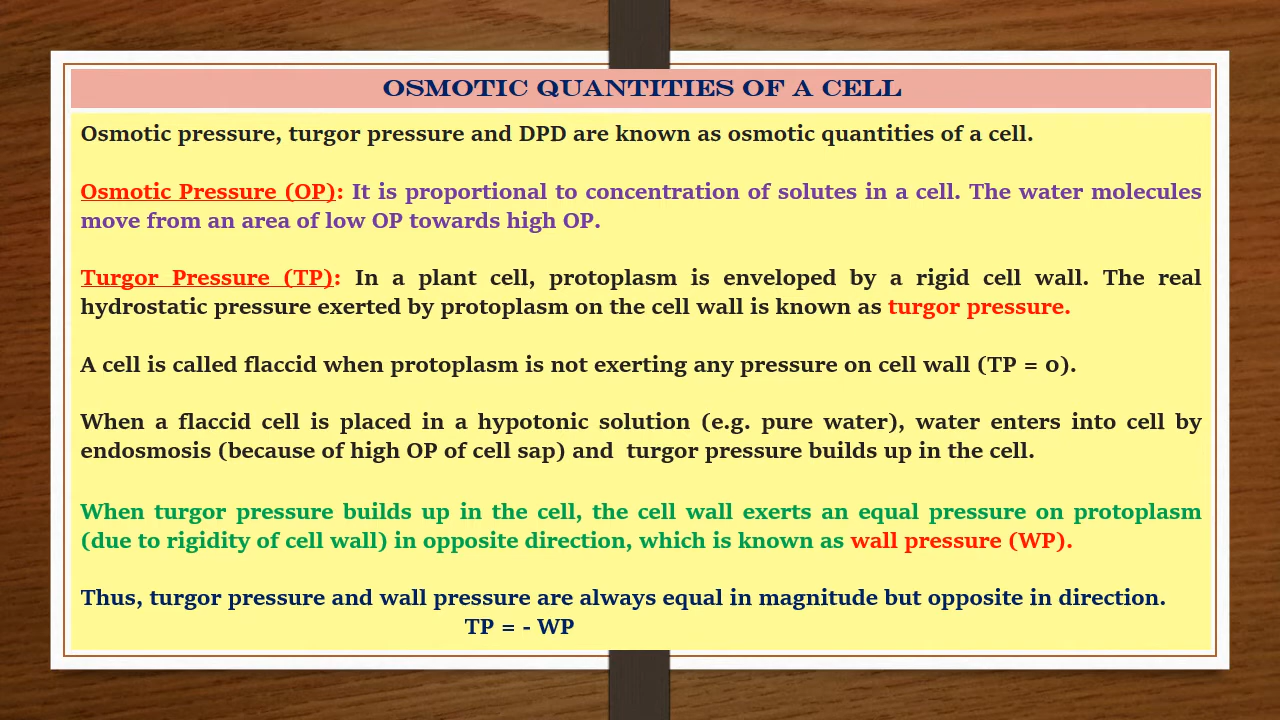 OSMOTIC QUANTITIES OF A CELL
Osmotic pressure, turgor pressure and DPD are known as osmotic quantities of a cell.
Osmotic Pressure (OP): It is proportional to concentration of solutes in a cell. The water molecules
move from an area of low OP towards high OP.
Turgor Pressure (TP): In a plant cell, protoplasm is enveloped by a rigid cell wall. The real
hydrostatic pressure exerted by protoplasm on the cell wall is known as turgor pressure.
A cell is called flaccid when protoplasm is not exerting any pressure on cell wall (TP = 0).
When a flaccid cell is placed in a hypotonic solution (e.g. pure water), water enters into cell by
endosmosis (because of high OP of cell sap) and turgor pressure builds up in the cell.
When turgor pressure builds up in the cell, the cell wall exerts an equal pressure on protoplasm
(due to rigidity of cell wall) in opposite direction, which is known as wall pressure (WP).
Thus, turgor pressure and wall pressure are always equal in magnitude but opposite in direction.
TP = - WP